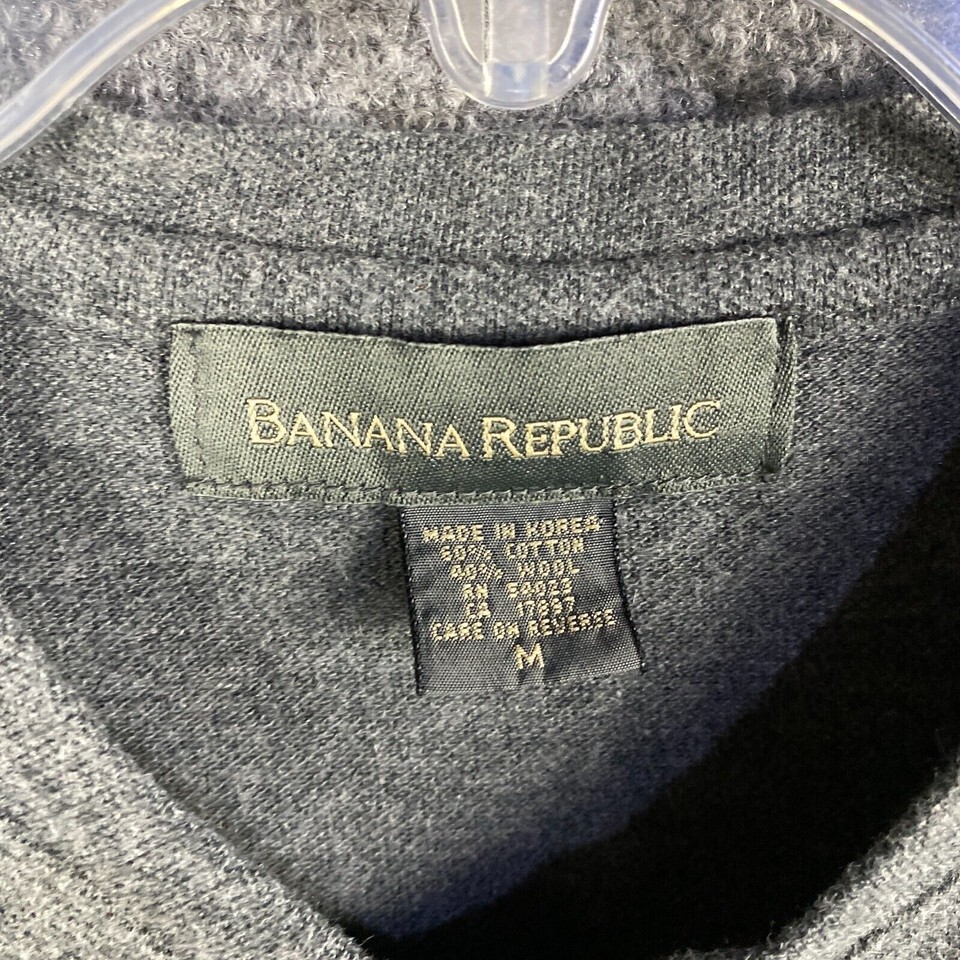 BANANA REPUBLIC
MADE IN KOREA
60% COTTON
40% WOOL
RN 54023
CA 17897
CARE ON REVERSE
M